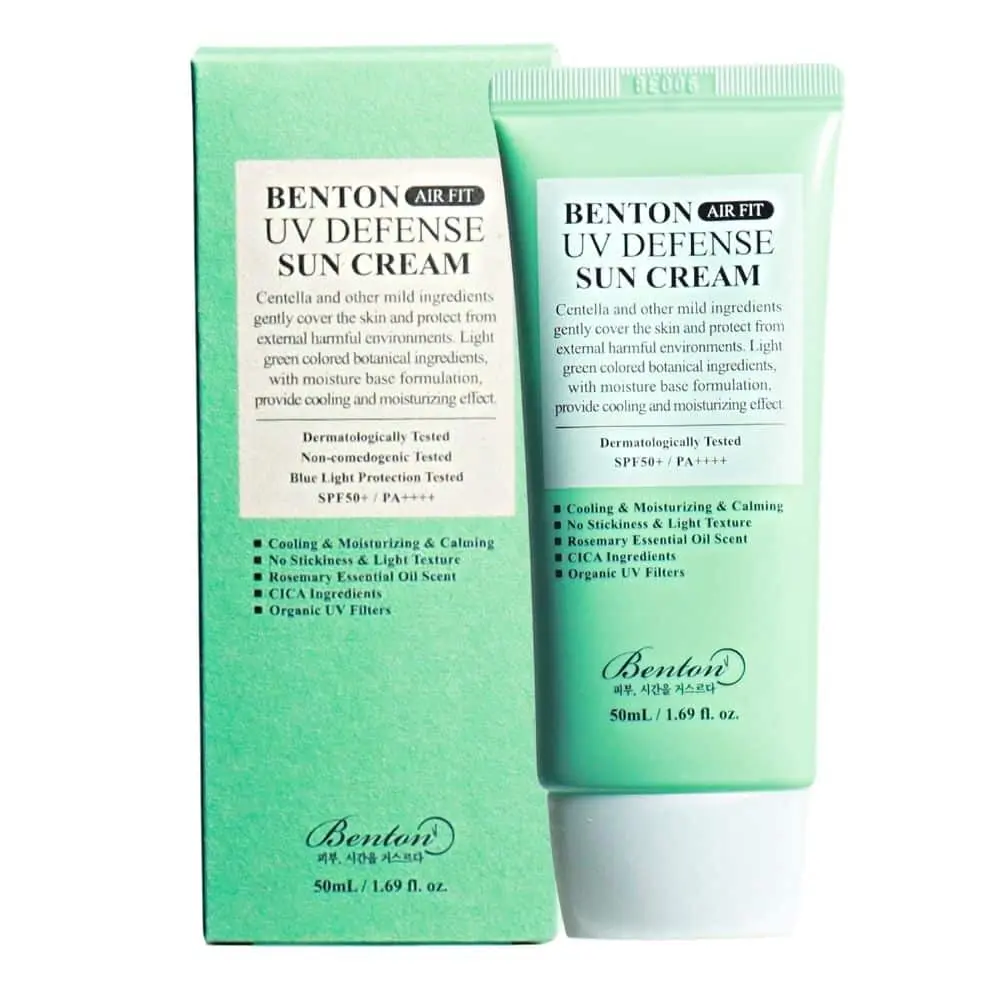 BENTON AIR FIT
UV DEFENSE
SUN CREAM
Centella and other mild ingredients
gently cover the skin and protect from
external harmful environments. Light
green colored botanical ingredients,
with moisture base formulation,
provide cooling and moisturizing effect.
Dermatologically Tested
Non-comedogenic Tested
Blue Light Protection Tested
SPF50+ / PA++++
■ Cooling & Moisturizing & Calming
■ No Stickiness & Light Texture
■ Rosemary Essential Oil Scent
■ CICA Ingredients
■ Organic UV Filters
Benton
피부, 시간을 거스르다
50mL / 1.69 fl. oz.
BENTON AIR FIT
UV DEFENSE
SUN CREAM
Centella and other mild ingredients
gently cover the skin and protect from
external harmful environments. Light
green colored botanical ingredients,
with moisture base formulation,
provide cooling and moisturizing effect.
Dermatologically Tested
SPF50+ / PA++++
■ Cooling & Moisturizing & Calming
■ No Stickiness & Light Texture
■ Rosemary Essential Oil Scent
■ CICA Ingredients
■ Organic UV Filters
Benton
피부, 시간을 거스르다
50mL / 1.69 fl. oz.